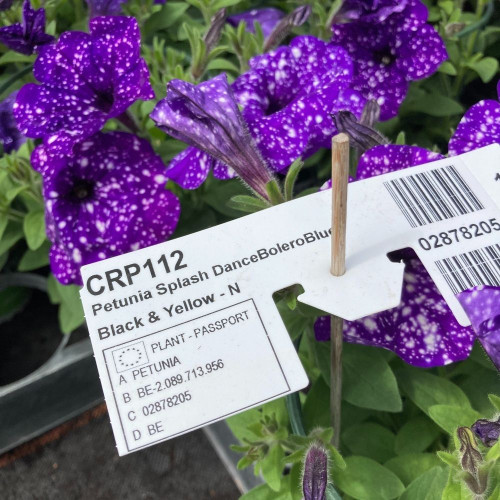 CRP112
Petunia Splash DanceBoleroBlue
Black & Yellow - N
PLANT - PASSPORT
A PETUNIA
B BE-2.089.713.956
C 02878205
D BE
02878205